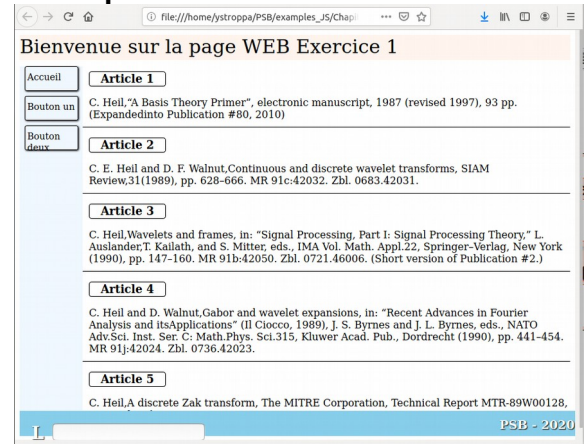 file:///home/ystroppa/PSB/examples_JS/Chapi
Bienvenue sur la page WEB Exercice 1
Accueil
Bouton un
Bouton
deux
Article 1
C. Heil,“A Basis Theory Primer”, electronic manuscript, 1987 (revised 1997), 93 pp.
(Expandedinto Publication #80, 2010)
Article 2
C. E. Heil and D. F. Walnut,Continuous and discrete wavelet transforms, SIAM
Review,31(1989), pp. 628–666. MR 91c:42032. Zbl. 0683.42031.
Article 3
C. Heil,Wavelets and frames, in: “Signal Processing, Part I: Signal Processing Theory,” L.
Auslander,T. Kailath, and S. Mitter, eds., IMA Vol. Math. Appl.22, Springer–Verlag, New York
(1990), pp. 147–160. MR 91b:42050. Zbl. 0721.46006. (Short version of Publication #2.)
Article 4
C. Heil and D. Walnut,Gabor and wavelet expansions, in: “Recent Advances in Fourier
Analysis and itsApplications” (Il Ciocco, 1989), J. S. Byrnes and J. L. Byrnes, eds., NATO
Adv.Sci. Inst. Ser. C: Math.Phys. Sci.315, Kluwer Acad. Pub., Dordrecht (1990), pp. 441–454.
MR 91j:42024. Zbl. 0736.42023.
Article 5
C. Heil,A discrete Zak transform, The MITRE Corporation, Technical Report MTR-89W00128,
PSB - 2020
L